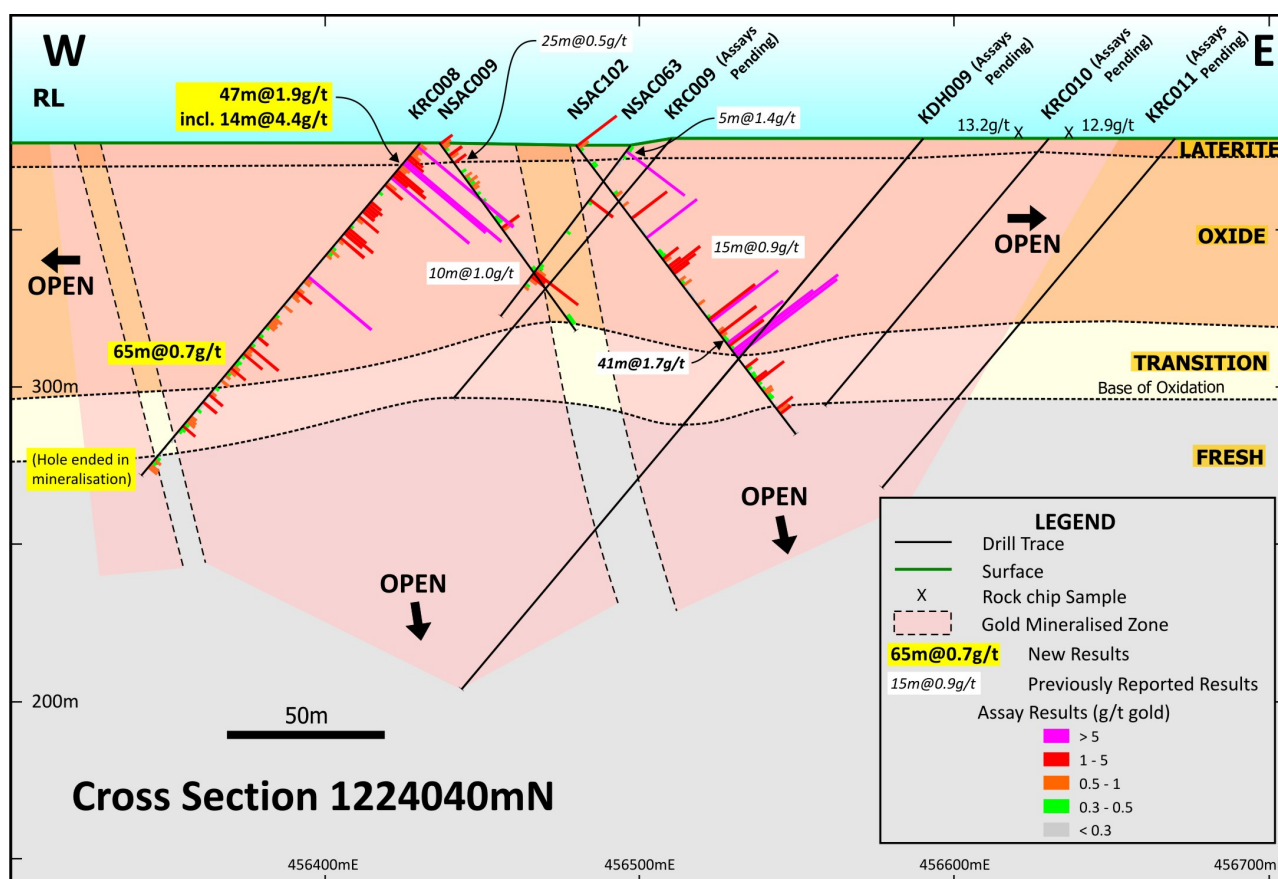 W
E
RL
47m@1.9g/t
incl. 14m@4.4g/t
KRC008
NSAC009
25m@0.5g/t
NSAC102
NSAC063
KRC009 (Assays
Pending)
5m@1.4g/t
KDH009 (Assays
Pending)
KRC010 (Assays
Pending)
KRC011 (Assays
Pending)
13.2g/t X
X 12.9g/t
LATERITE
OXIDE
OPEN
OPEN
10m@1.0g/t
15m@0.9g/t
65m@0.7g/t
41m@1.7g/t
TRANSITION
300m
Base of Oxidation
(Hole ended in
mineralisation)
FRESH
OPEN
OPEN
200m
50m
Cross Section 1224040mN
LEGEND
Drill Trace
Surface
X Rock chip Sample
Gold Mineralised Zone
65m@0.7g/t New Results
15m@0.9g/t Previously Reported Results
Assay Results (g/t gold)
> 5
1 - 5
0.5 - 1
0.3 - 0.5
< 0.3
456400mE
456500mE
456600mE
456700mE